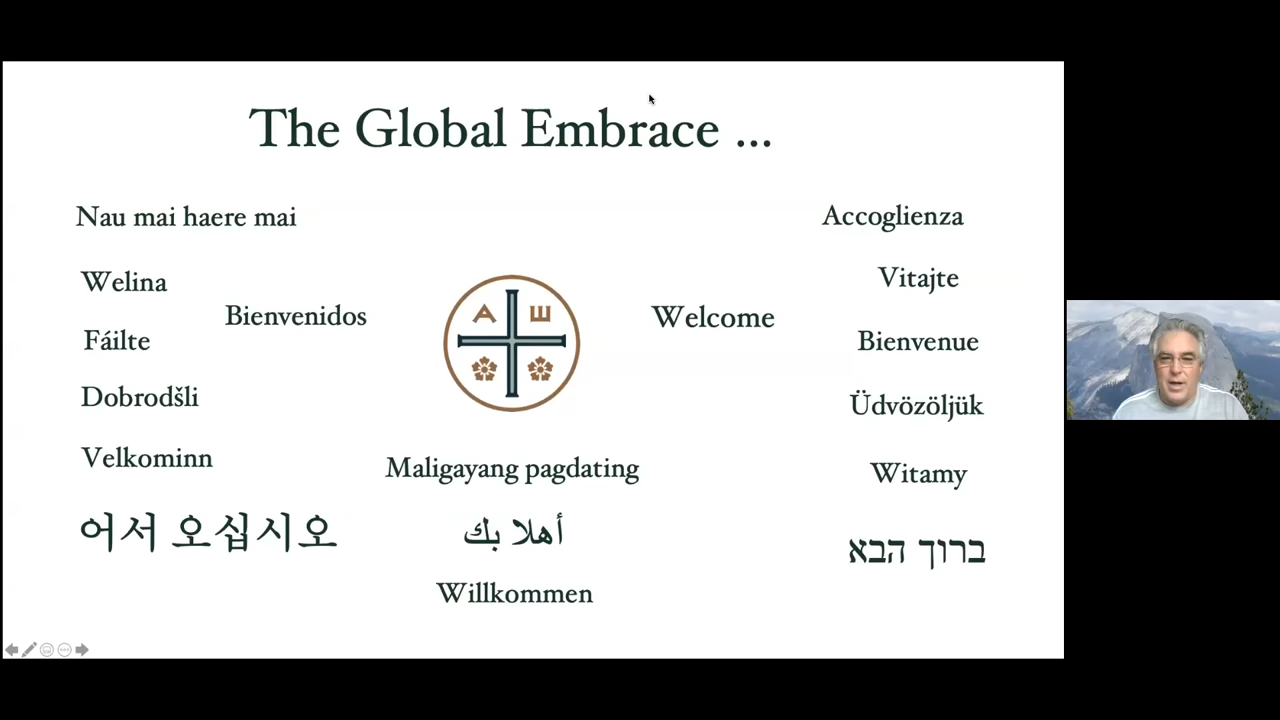 The Global Embrace ...
Nau mai haere mai
Accoglienza
Welina
Vitajte
Bienvenidos
Welcome
Fáilte
Bienvenue
Dobrodšli
Üdvözöljük
Velkominn
Maligayang pagdating
Witamy
어서 오십시오
أهلا بك
ברוך הבא
Willkommen
A Ш